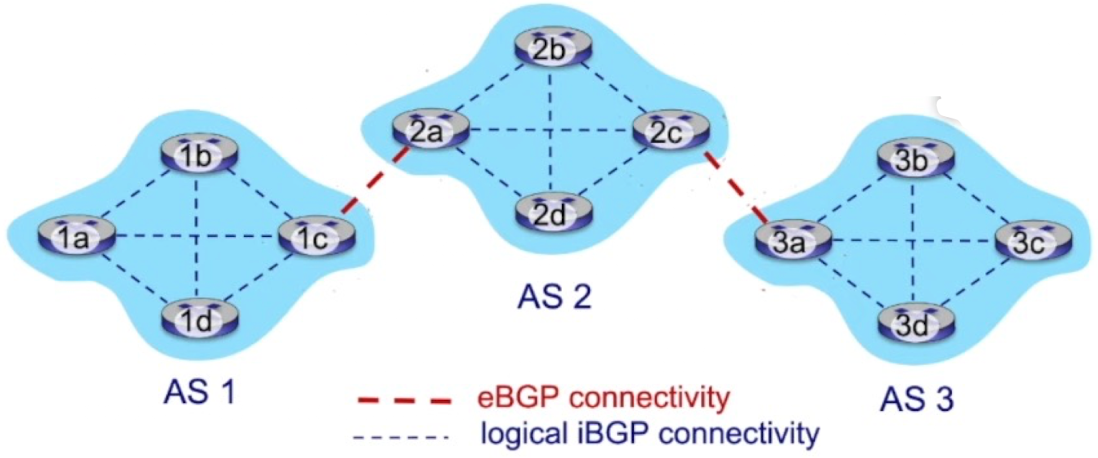 2b
2a
2c
2d
AS 2
1b
1a
1c
1d
AS 1
3b
3a
3c
3d
AS 3
eBGP connectivity
logical iBGP connectivity